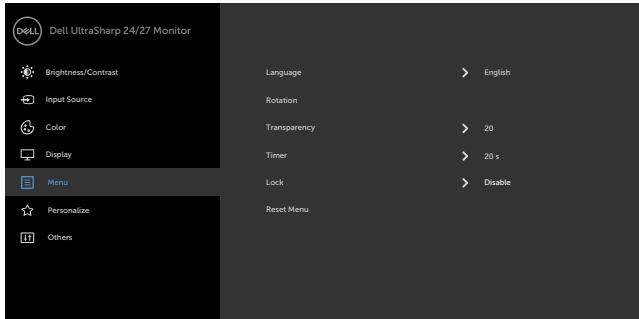 DELL
Dell UltraSharp 24/27 Monitor
Brightness/Contrast
Language
English
Input Source
Rotation
Color
Transparency
20
Display
Timer
20 s
Menu
Lock
Disable
Personalize
Reset Menu
Others